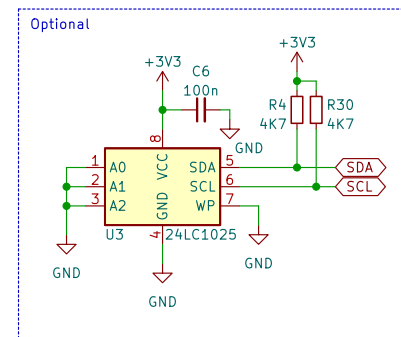 Optional
+3V3
+3V3
C6
100n
GND
R4
4K7
R30
4K7
8
VCC
1
A0
2
A1
3
A2
SDA
5
SCL
6
WP
7
GND
4
U3
24LC1025
SDA
SCL
GND
GND
GND